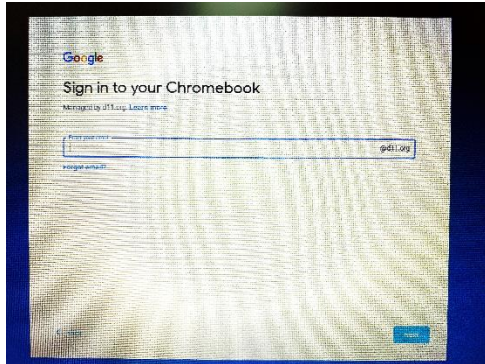 Google
Sign in to your Chromebook
Managed by d11.org. Learn more
Enter your email
@d11.org
Forgot email?
Next